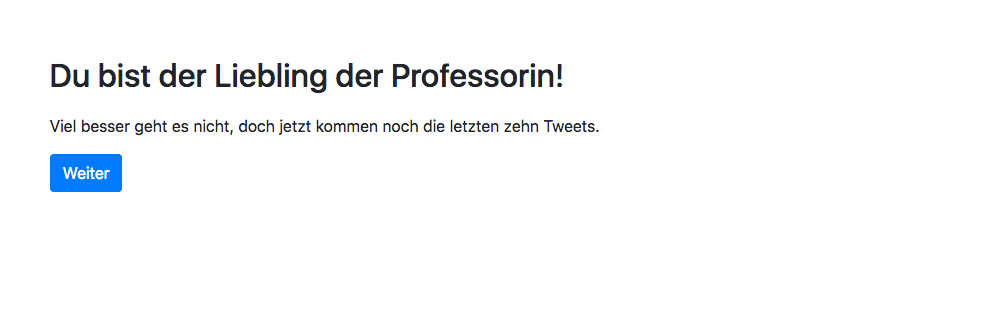 Du bist der Liebling der Professorin!
Viel besser geht es nicht, doch jetzt kommen noch die letzten zehn Tweets.
Weiter